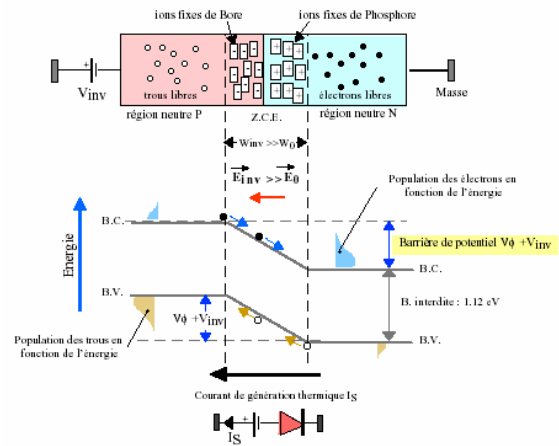 ions fixes de Bore
ions fixes de Phosphore
trous libres
électrons libres
Vinv
région neutre P
Z.C.E.
région neutre N
Masse
Winv >>W0
Einv >> E0
Population des électrons en
fonction de l'énergie
Energie
B.C.
Barrière de potentiel Vϕ +Vinv
B.C.
B.V.
Vϕ +Vinv
B. interdite : 1.12 eV
Population des trous en
fonction de l'énergie
B.V.
Courant de génération thermique IS
IS